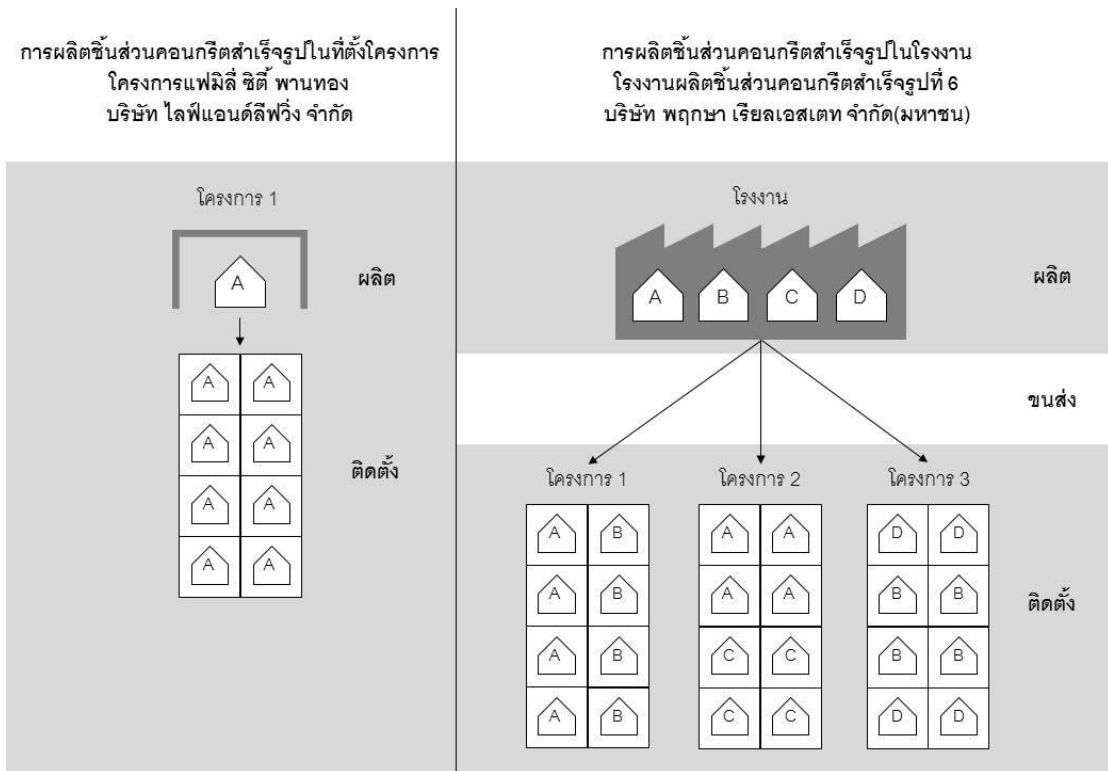 การผลิตชิ้นส่วนคอนกรีตสำเร็จรูปในที่ตั้งโครงการ
โครงการแฟมิลี่ ซิตี้ พานทอง
บริษัท ไลฟ์แอนด์ลีฟวิ่ง จำกัด
โครงการ 1
A
ผลิต
A A
A A
A A
A A
ติดตั้ง
การผลิตชิ้นส่วนคอนกรีตสำเร็จรูปในโรงงาน
โรงงานผลิตชิ้นส่วนคอนกรีตสำเร็จรูปที่ 6
บริษัท พฤกษา เรียลเอสเตท จำกัด(มหาชน)
โรงงาน
A B C D
ผลิต
ขนส่ง
โครงการ 1
A B
A B
A B
A B
โครงการ 2
A A
A A
C C
C C
โครงการ 3
D D
B B
B B
D D
ติดตั้ง